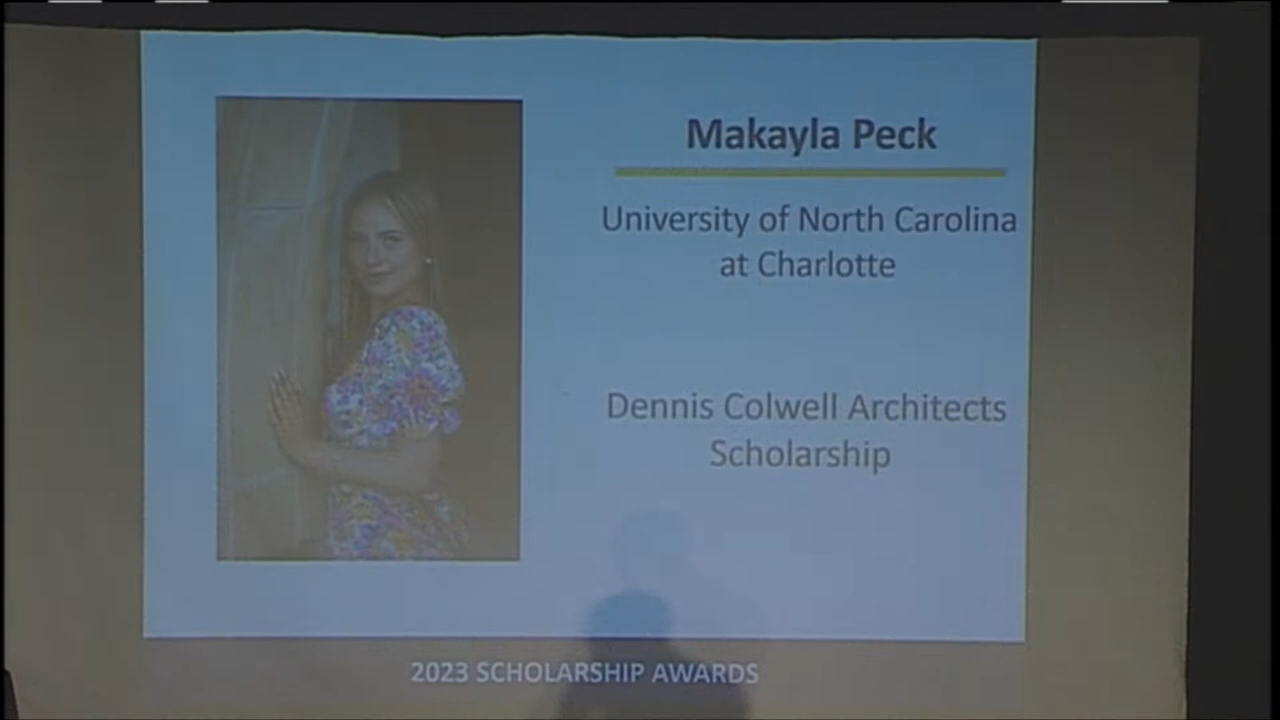 Makayla Peck
University of North Carolina
at Charlotte
Dennis Colwell Architects
Scholarship
2023 SCHOLARSHIP AWARDS